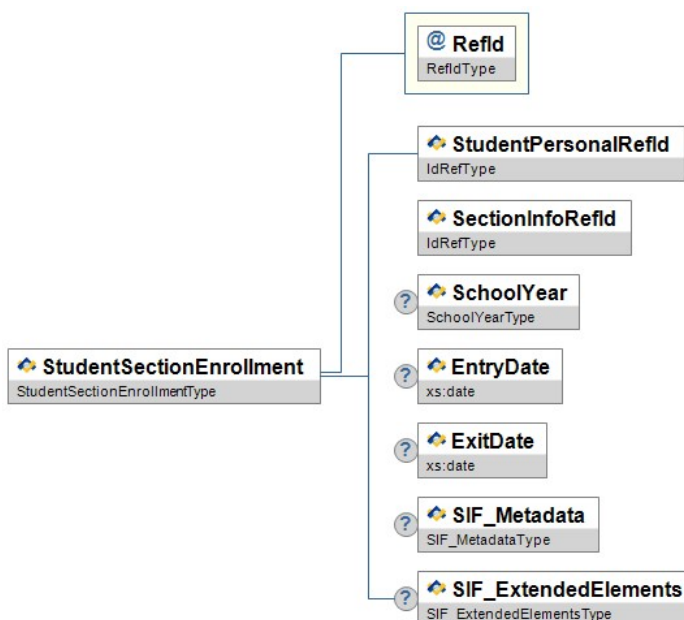 @ RefId
RefIdType
StudentPersonalRefId
IdRefType
SectionInfoRefId
IdRefType
? SchoolYear
SchoolYearType
StudentSectionEnrollment
StudentSectionEnrollmentType
? EntryDate
xs:date
? ExitDate
xs:date
? SIF_Metadata
SIF_MetadataType
? SIF_ExtendedElements
SIF_ExtendedElementsType